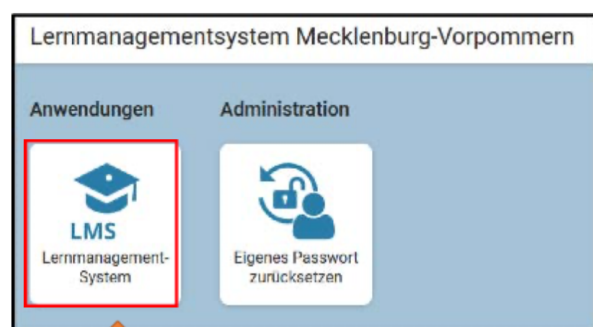 Lernmanagementsystem Mecklenburg-Vorpommern
Anwendungen
Administration
LMS
Lernmanagement-
System
Eigenes Passwort
zurücksetzen